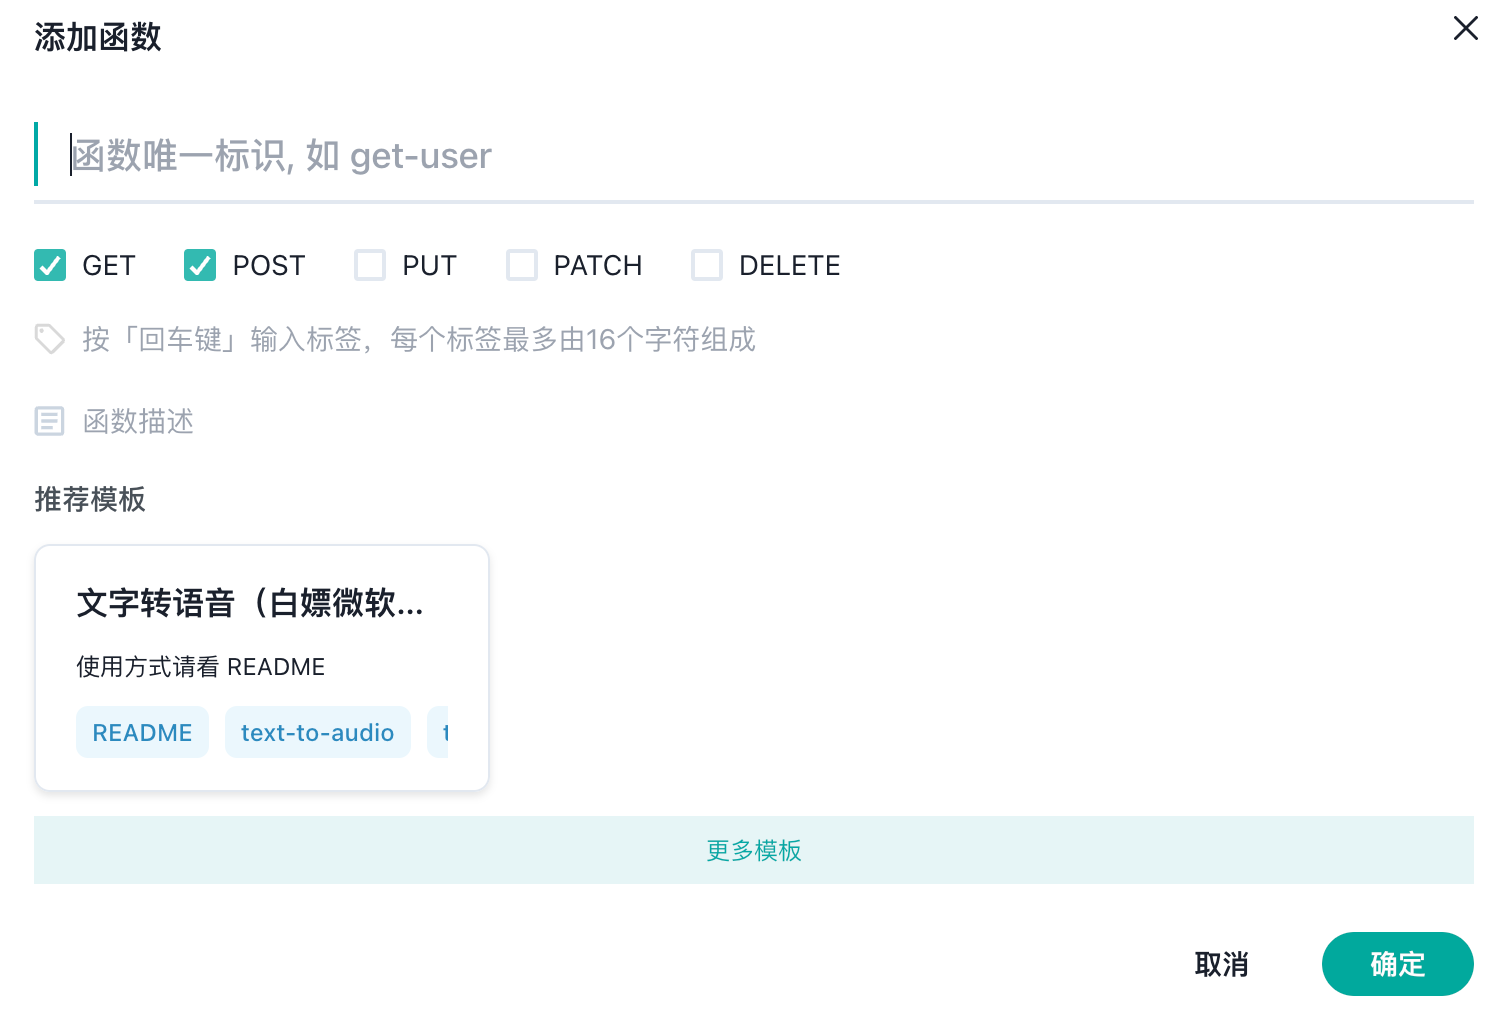 添加函数
函数唯一标识, 如 get-user
GET POST PUT PATCH DELETE
按「回车键」输入标签，每个标签最多由16个字符组成
函数描述
推荐模板
文字转语音（白嫖微软...
使用方式请看 README
README text-to-audio t
更多模板
取消 确定